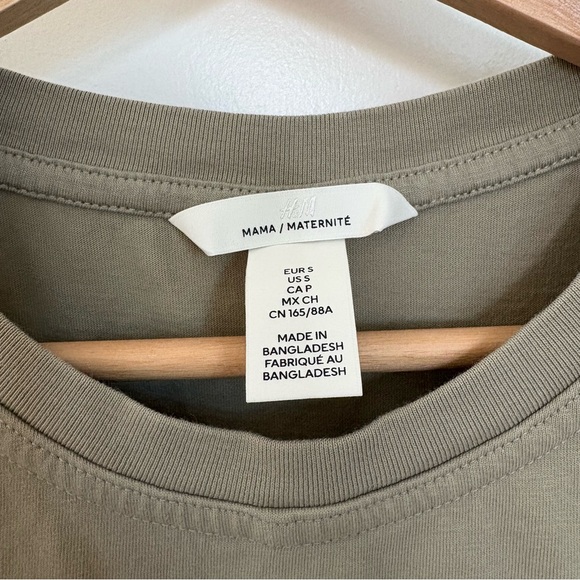 H&M
MAMA / MATERNITÉ
EUR S
US S
CA P
MX CH
CN 165/88A
MADE IN
BANGLADESH
FABRIQUÉ AU
BANGLADESH